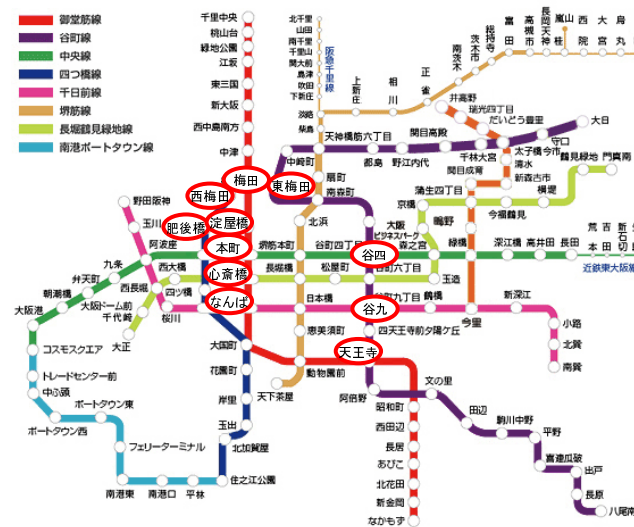 御堂筋線
谷町線
中央線
四つ橋線
千日前線
堺筋線
長堀鶴見緑地線
南港ポートタウン線
千里中央
桃山台
緑地公園
江坂
東三国
新大阪
西中島南方
中津
梅田
西梅田
東梅田
肥後橋
淀屋橋
本町
心斎橋
なんば
谷四
谷九
天王寺
北千里
山田
南千里
千里山
関大前
吹田
下新庄
淡路
柴島
阪急千里線
上新庄
相川
正雀
南茨木
茨木市
総持寺
富田
高槻市
長岡天神
嵐山
桂
西院
大宮
烏丸
井高野
瑞光四丁目
だいどう豊里
太子橋今市
清水
新森古市
関目成育
天神橋筋六丁目
中崎町
都島
野江内代
関目高殿
千林大宮
守口
大日
扇町
南森町
鶴見緑地
門真南
横堤
今福鶴見
蒲生四丁目
京橋
大阪
ビジネスパーク
鴫野
緑橋
野田阪神
玉川
阿波座
九条
弁天町
朝潮橋
大阪港
コスモスクエア
トレードセンター前
中ふ頭
ポートタウン西
ポートタウン東
フェリーターミナル
南港東
南港口
平林
住之江公園
西大橋
西長堀
四ツ橋
ドーム前
千代崎
大正
桜川
北浜
堺筋本町
谷町四丁目
森之宮
深江橋
高井田
長田
荒本
吉田
新石切
近鉄東大阪線
長堀橋
松屋町
谷町六丁目
玉造
日本橋
谷町九丁目
鶴橋
今里
新深江
小路
北巽
南巽
恵美須町
四天王寺前夕陽ケ丘
大国町
動物園前
花園町
天下茶屋
岸里
玉出
北加賀屋
阿倍野
文の里
昭和町
西田辺
長居
あびこ
北花田
新金岡
なかもず
田辺
駒川中野
平野
喜連瓜破
出戸
長原
八尾南